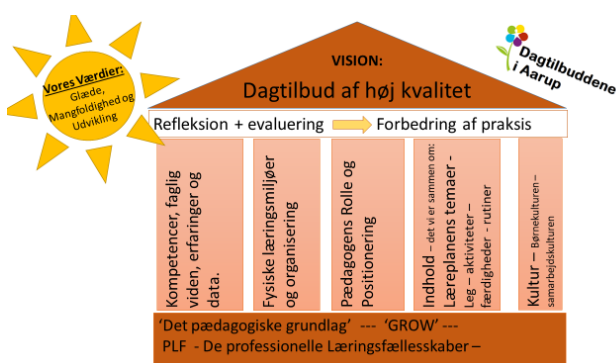 Vores Værdier:
Glæde,
Mangfoldighed og
Udvikling
VISION:
Dagtilbud af høj kvalitet
Dagtilbuddene
i Aarup
Refleksion + evaluering Forbedring af praksis
Kompetencer, faglig
viden, erfaringer og
data.
Fysiske læringsmiljøer
og organisering
Pædagogens Rolle og
Positionering
Indhold – det vi er sammen om:
Læreplanens temaer -
Leg – aktiviteter –
færdigheder - rutiner
Kultur – Børnekulturen –
samarbejdskulturen
'Det pædagogiske grundlag' --- 'GROW' ---
PLF - De professionelle Læringsfællesskaber –